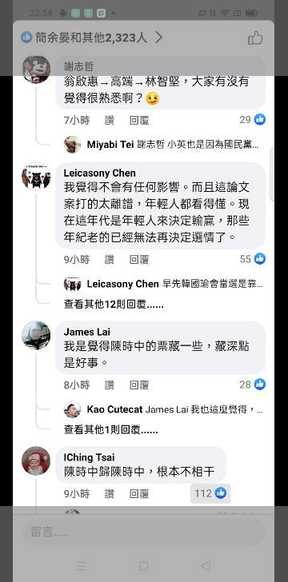 22:54
簡余晏和其他2,323人
謝志哲
翁啟惠→高端→林智堅,大家有沒有
覺得很熟悉啊?😉
7小時 讚 回覆 29
Miyabi Tei 謝志哲 小英也是因為國民黨...
Leicasony Chen
我覺得不會有任何影響。而且這論文
案打的太離譜,年輕人都看得懂。現
在這年代是年輕人來決定輸贏,那些
年紀老的已經無法再決定選情了。
9小時 讚 回覆 55
Leicasony Chen 早先韓國瑜會當選是靠...
查看其他12則回覆......
James Lai
我是覺得陳時中的票藏一些,藏深點
是好事。
8小時 讚 回覆 28
Kao Cutecat James Lai 我也這麼覺得,...
查看其他1則回覆......
IChing Tsai
陳時中歸陳時中,根本不相干
9小時 讚 回覆 112
留言......